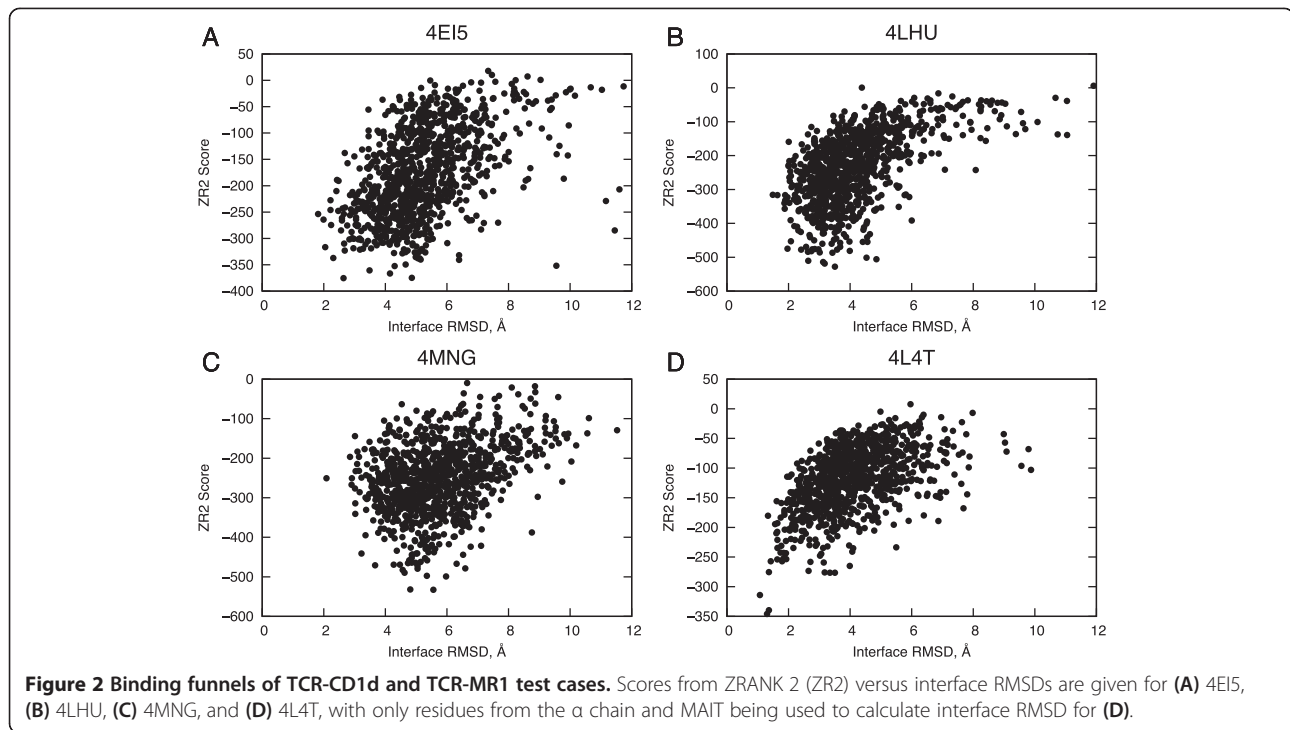 A
4EI5
50
0
−50
−100
−150
−200
−250
−300
−350
−400
ZR2 Score
0 2 4 6 8 10 12
Interface RMSD, Å
B
4LHU
100
0
−100
−200
−300
−400
−500
−600
ZR2 Score
0 2 4 6 8 10 12
Interface RMSD, Å
C
4MNG
0
−100
−200
−300
−400
−500
−600
ZR2 Score
0 2 4 6 8 10 12
Interface RMSD, Å
D
4L4T
50
0
−50
−100
−150
−200
−250
−300
−350
ZR2 Score
0 2 4 6 8 10 12
Interface RMSD, Å
Figure 2 Binding funnels of TCR-CD1d and TCR-MR1 test cases. Scores from ZRANK 2 (ZR2) versus interface RMSDs are given for (A) 4EI5,
(B) 4LHU, (C) 4MNG, and (D) 4L4T, with only residues from the α chain and MAIT being used to calculate interface RMSD for (D).